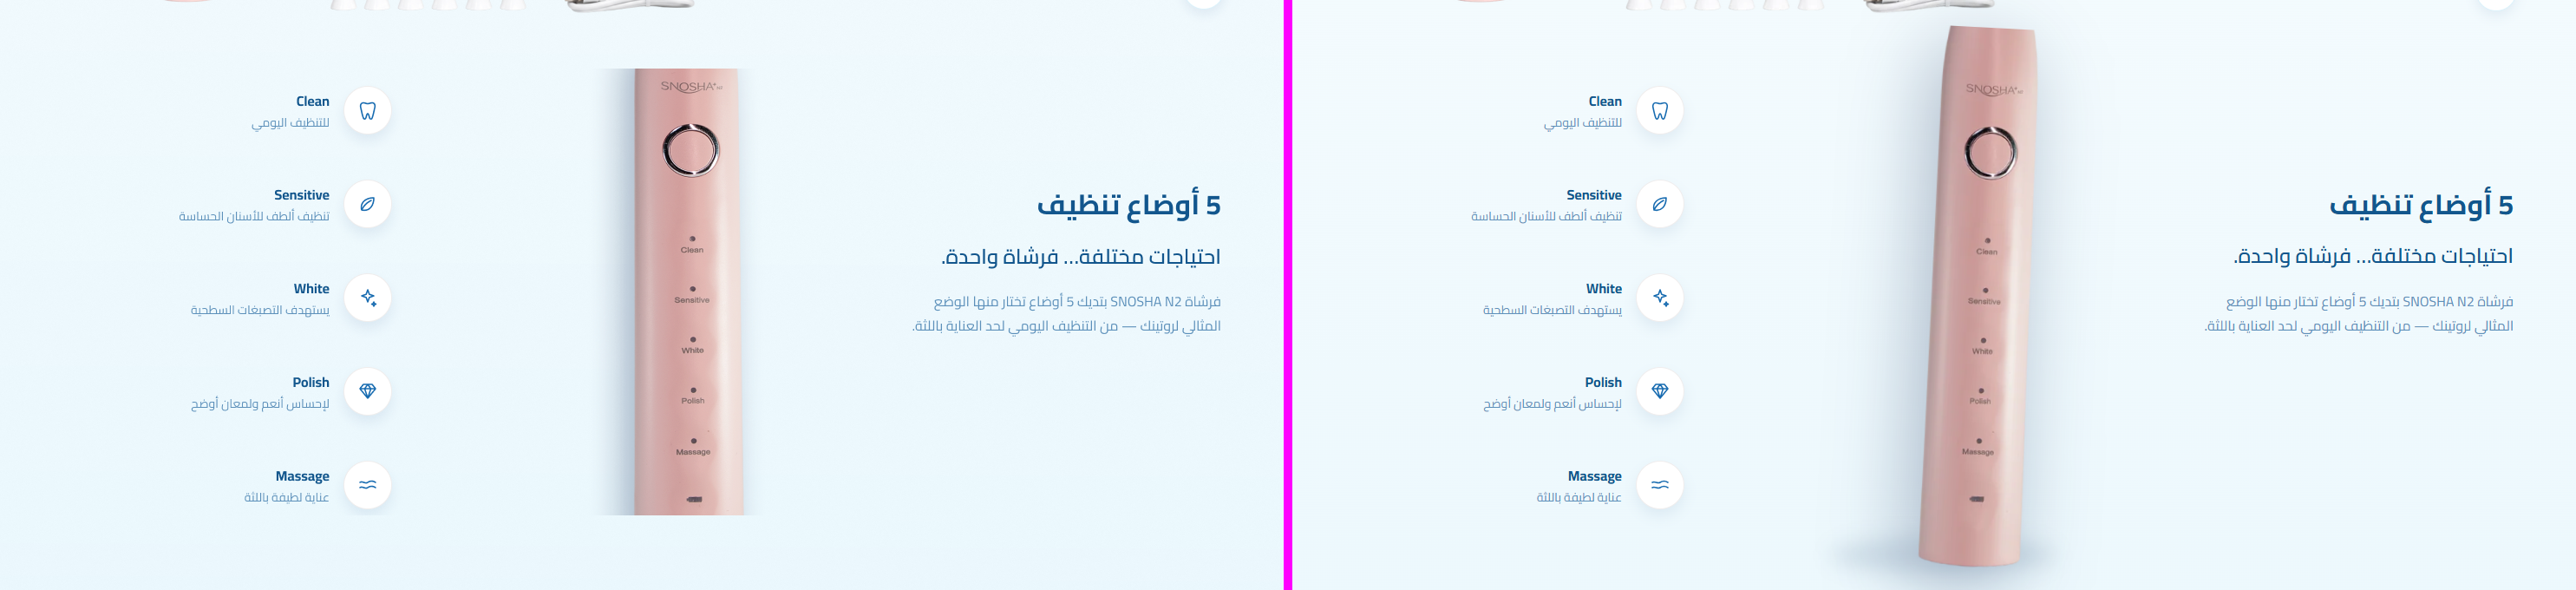 5 أوضاع تنظيف
احتياجات مختلفة... فرشاة واحدة.
فرشاة SNOSHA N2 بتديك 5 أوضاع تختار منها الوضع
المثالي لروتينك — من التنظيف اليومي لحد العناية باللثة.
SNOSHA
Clean
Sensitive
White
Polish
Massage
Clean
للتنظيف اليومي
Sensitive
تنظيف ألطف للأسنان الحساسة
White
يستهدف التصبغات السطحية
Polish
لإحساس أنعم ولمعان أوضح
Massage
عناية لطيفة باللثة
5 أوضاع تنظيف
احتياجات مختلفة... فرشاة واحدة.
فرشاة SNOSHA N2 بتديك 5 أوضاع تختار منها الوضع
المثالي لروتينك — من التنظيف اليومي لحد العناية باللثة.
SNOSHA
Clean
Sensitive
White
Polish
Massage
Clean
للتنظيف اليومي
Sensitive
تنظيف ألطف للأسنان الحساسة
White
يستهدف التصبغات السطحية
Polish
لإحساس أنعم ولمعان أوضح
Massage
عناية لطيفة باللثة